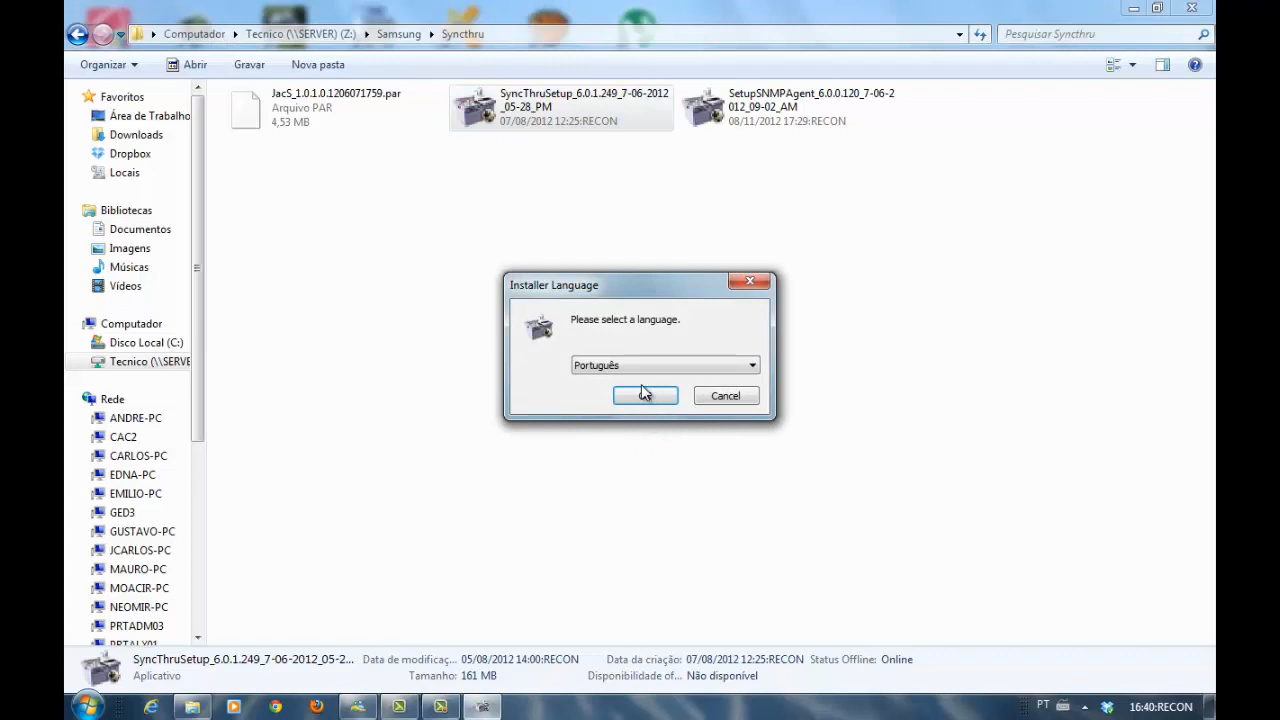 Computador
Tecnico (\\SERVER) (Z:)
Samsung
Syncthru
Pesquisar Syncthru
Organizar
Abrir
Gravar
Nova pasta
Favoritos
Área de Trabalho
Downloads
Dropbox
Locais
Bibliotecas
Documentos
Imagens
Músicas
Vídeos
Computador
Disco Local (C:)
Tecnico (\\SERVE
Rede
ANDRE-PC
CAC2
CARLOS-PC
EDNA-PC
EMILIO-PC
GED3
GUSTAVO-PC
JCARLOS-PC
MAURO-PC
MOACIR-PC
NEOMIR-PC
PRTADM03
PRTALX01
JacS_1.0.1.0.1206071759.par
Arquivo PAR
4,53 MB
SyncThruSetup_6.0.1.249_7-06-2012
_05-28_PM
07/08/2012 12:25:RECON
SetupSNMPAgent_6.0.0.120_7-06-2
012_09-02_AM
08/11/2012 17:29:RECON
Installer Language
Please select a language.
Português
Cancel
SyncThruSetup_6.0.1.249_7-06-2012_05-2...
Data de modificaç... 05/08/2012 14:00:RECON
Data da criação: 07/08/2012 12:25:RECON
Status Offline: Online
Aplicativo
Tamanho: 161 MB
Disponibilidade of... Não disponível
PT
16:40:RECON